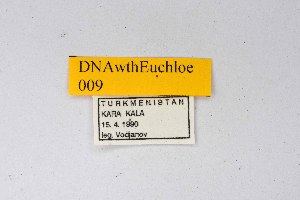 DNAwthEuchloe
009
TURKMENISTAN
KARA KALA
15. 4. 1990
leg. Vodjanov